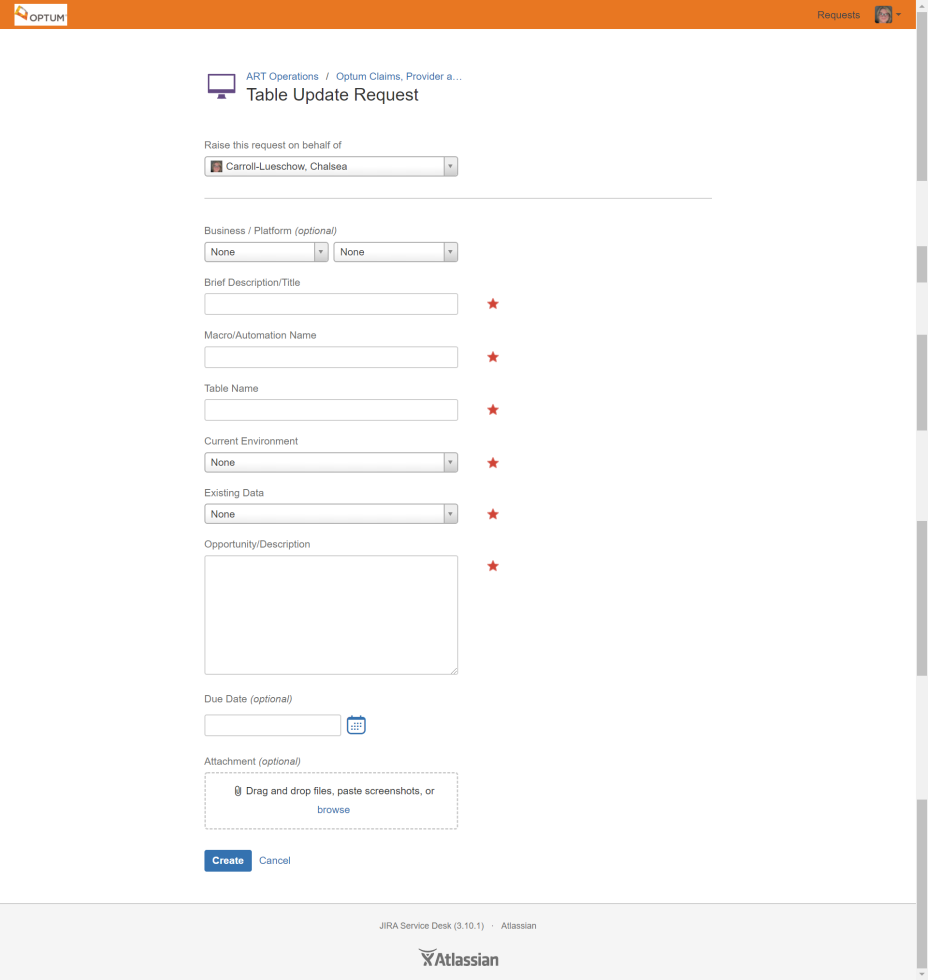 OPTUM
Requests
ART Operations / Optum Claims, Provider a...
Table Update Request
Raise this request on behalf of
Carroll-Lueschow, Chalsea
Business / Platform (optional)
None None
Brief Description/Title
Macro/Automation Name
Table Name
Current Environment
None
Existing Data
None
Opportunity/Description
Due Date (optional)
Attachment (optional)
Drag and drop files, paste screenshots, or
browse
Create Cancel
JIRA Service Desk (3.10.1) · Atlassian
Atlassian